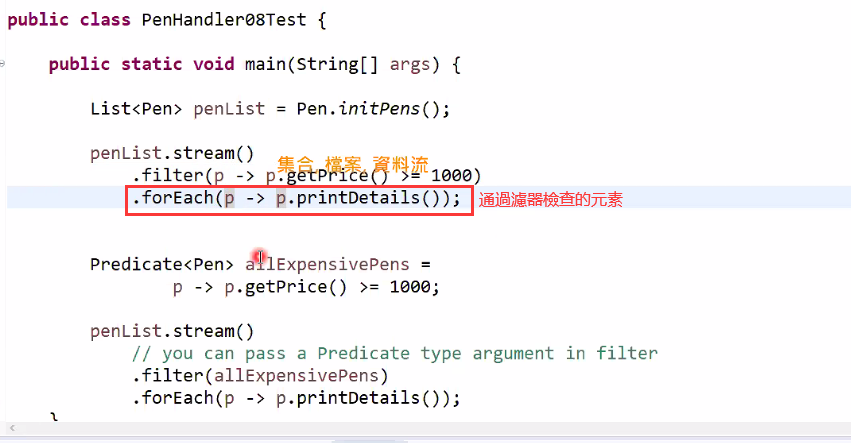 public class PenHandler08Test {
public static void main(String[] args) {
List<Pen> penList = Pen.initPens();
penList.stream()
集合, 檔案, 資料流
.filter(p -> p.getPrice() >= 1000)
.forEach(p -> p.printDetails());
通過濾器檢查的元素
Predicate<Pen> allExpensivePens =
p -> p.getPrice() >= 1000;
penList.stream()
// you can pass a Predicate type argument in filter
.filter(allExpensivePens)
.forEach(p -> p.printDetails());
}